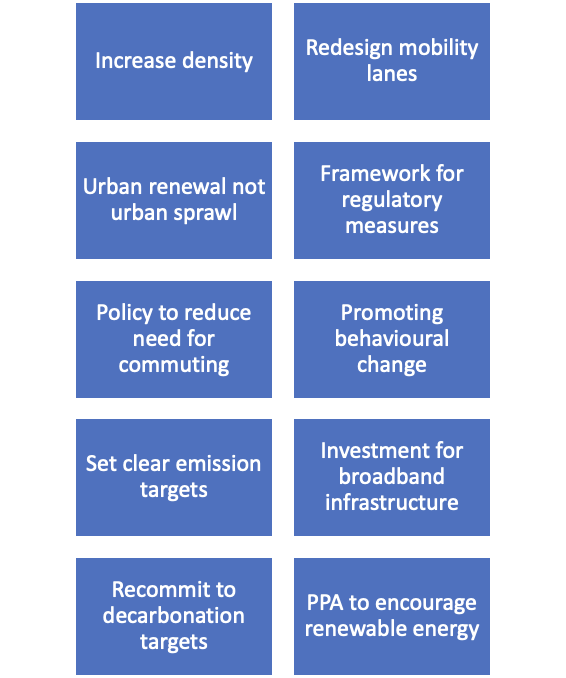 Increase density
Redesign mobility
lanes
Urban renewal not
urban sprawl
Framework for
regulatory
measures
Policy to reduce
need for
commuting
Promoting
behavioural
change
Set clear emission
targets
Investment for
broadband
infrastructure
Recommit to
decarbonation
targets
PPA to encourage
renewable energy